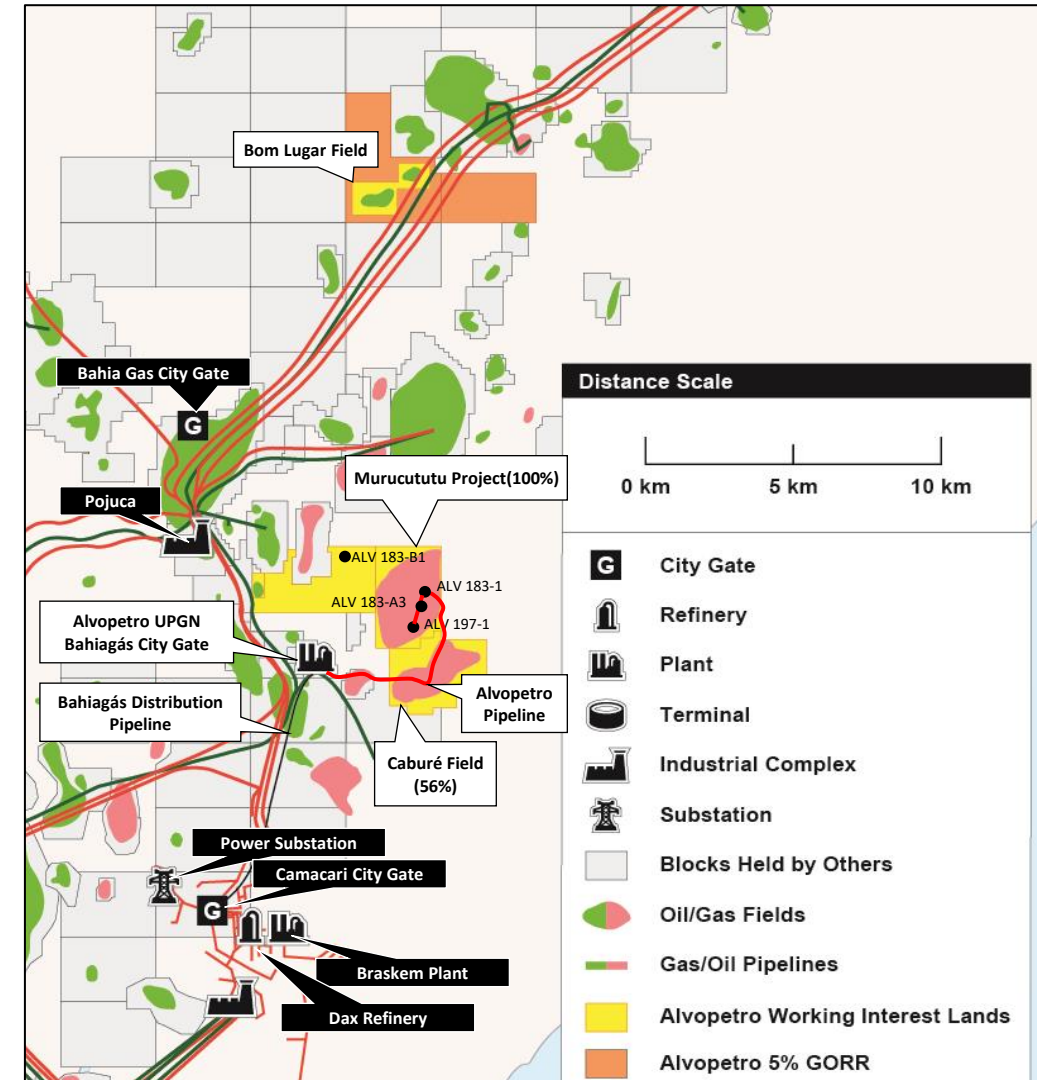 Bom Lugar Field
Bahia Gas City Gate
G
Pojuca
Murucututu Project(100%)
ALV 183-B1
ALV 183-1
ALV 183-A3
ALV 197-1
Alvopetro UPGN
Bahiagás City Gate
Bahiagás Distribution
Pipeline
Alvopetro
Pipeline
Caburé Field
(56%)
Power Substation
Camacari City Gate
G
Braskem Plant
Dax Refinery
Distance Scale
0 km
5 km
10 km
G
City Gate
Refinery
Plant
Terminal
Industrial Complex
Substation
Blocks Held by Others
Oil/Gas Fields
Gas/Oil Pipelines
Alvopetro Working Interest Lands
Alvopetro 5% GORR